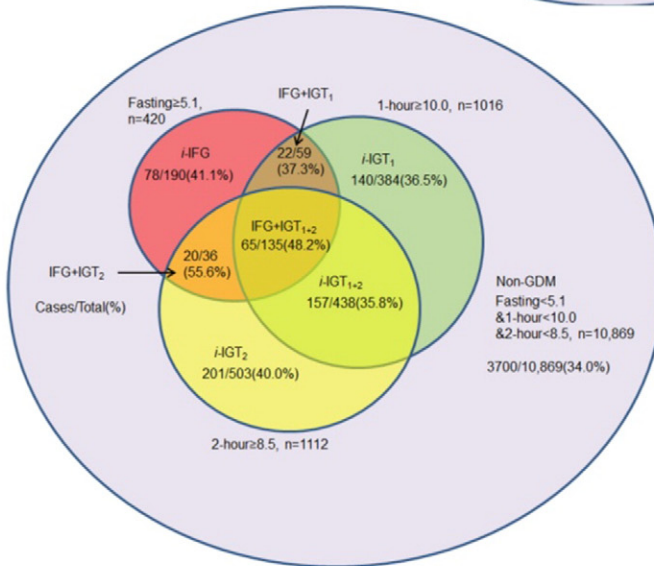 IFG+IGT₁
Fasting≥5.1,
n=420
1-hour≥10.0, n=1016
i-IFG
78/190(41.1%)
22/59
(37.3%)
i-IGT₁
140/384(36.5%)
IFG+IGT₁₊₂
65/135(48.2%)
20/36
(55.6%)
IFG+IGT₂
Cases/Total(%)
i-IGT₁₊₂
157/438(35.8%)
Non-GDM
Fasting<5.1
&1-hour<10.0
&2-hour<8.5, n=10,869
3700/10,869(34.0%)
i-IGT₂
201/503(40.0%)
2-hour≥8.5, n=1112